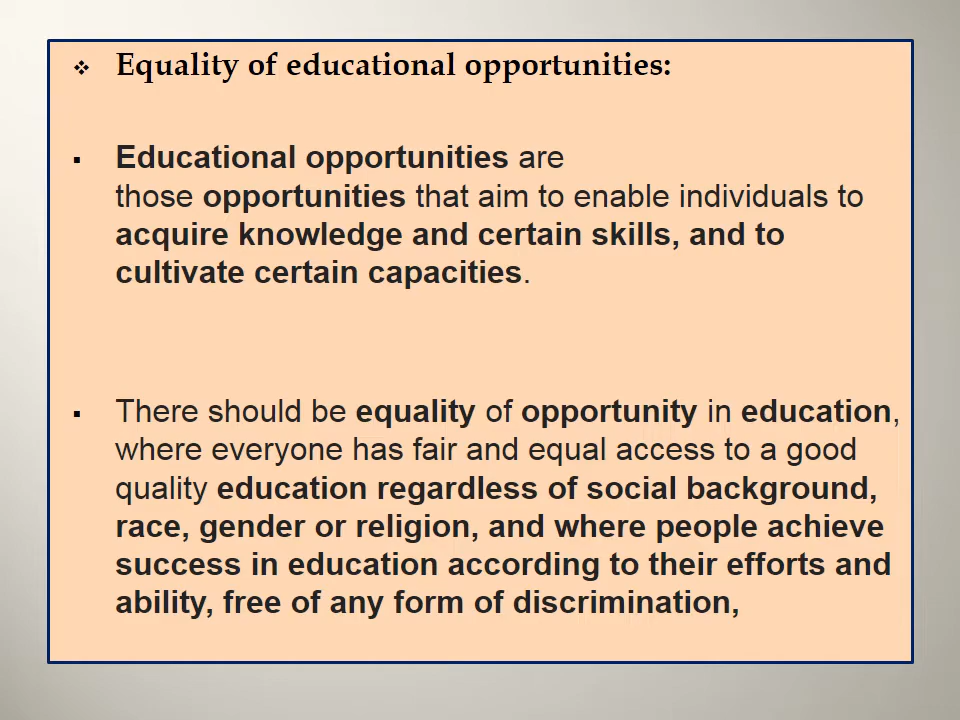 ❖ Equality of educational opportunities:
▪ Educational opportunities are
those opportunities that aim to enable individuals to
acquire knowledge and certain skills, and to
cultivate certain capacities.
▪ There should be equality of opportunity in education,
where everyone has fair and equal access to a good
quality education regardless of social background,
race, gender or religion, and where people achieve
success in education according to their efforts and
ability, free of any form of discrimination,